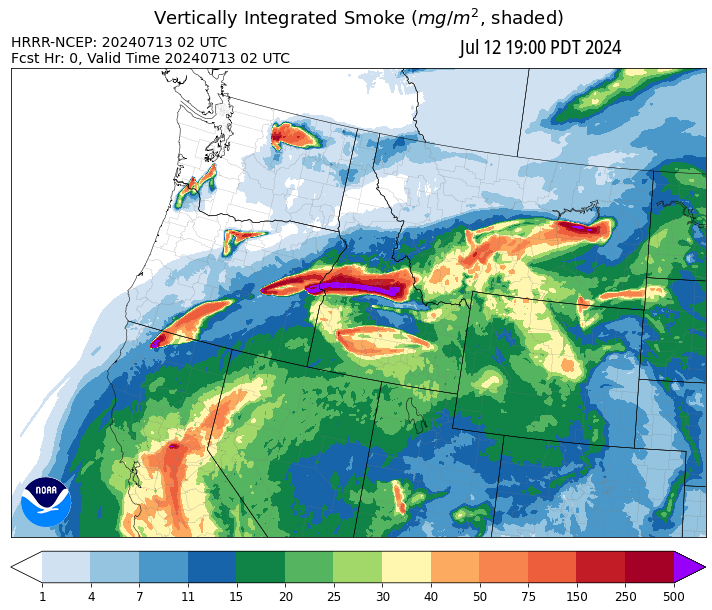 Vertically Integrated Smoke (mg/m², shaded)
HRRR-NCEP: 20240713 02 UTC
Jul 12 19:00 PDT 2024
Fcst Hr: 0, Valid Time 20240713 02 UTC
NOAA
1 4 7 11 15 20 25 30 40 50 75 150 250 500